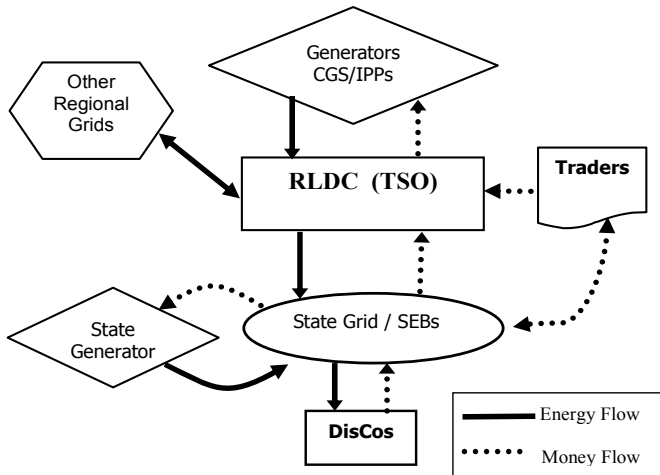 Generators
CGS/IPPs
Other
Regional
Grids
RLDC (TSO)
Traders
State Grid / SEBs
State
Generator
DisCos
Energy Flow
Money Flow